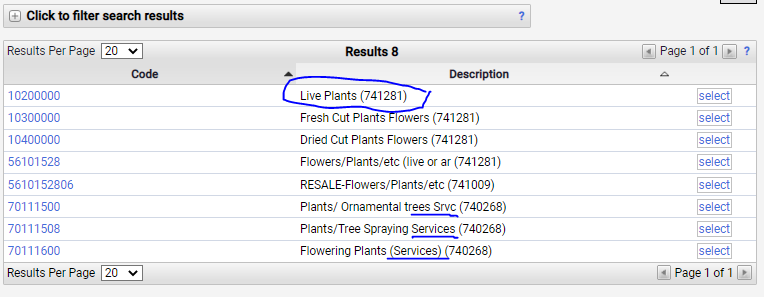 Click to filter search results ?
Results Per Page 20 Results 8 Page 1 of 1 ?
Code Description
10200000 Live Plants (741281) select
10300000 Fresh Cut Plants Flowers (741281) select
10400000 Dried Cut Plants Flowers (741281) select
56101528 Flowers/Plants/etc (live or ar (741281) select
5610152806 RESALE-Flowers/Plants/etc (741009) select
70111500 Plants/ Ornamental trees Srvc (740268) select
70111508 Plants/Tree Spraying Services (740268) select
70111600 Flowering Plants (Services) (740268) select
Results Per Page 20 Page 1 of 1